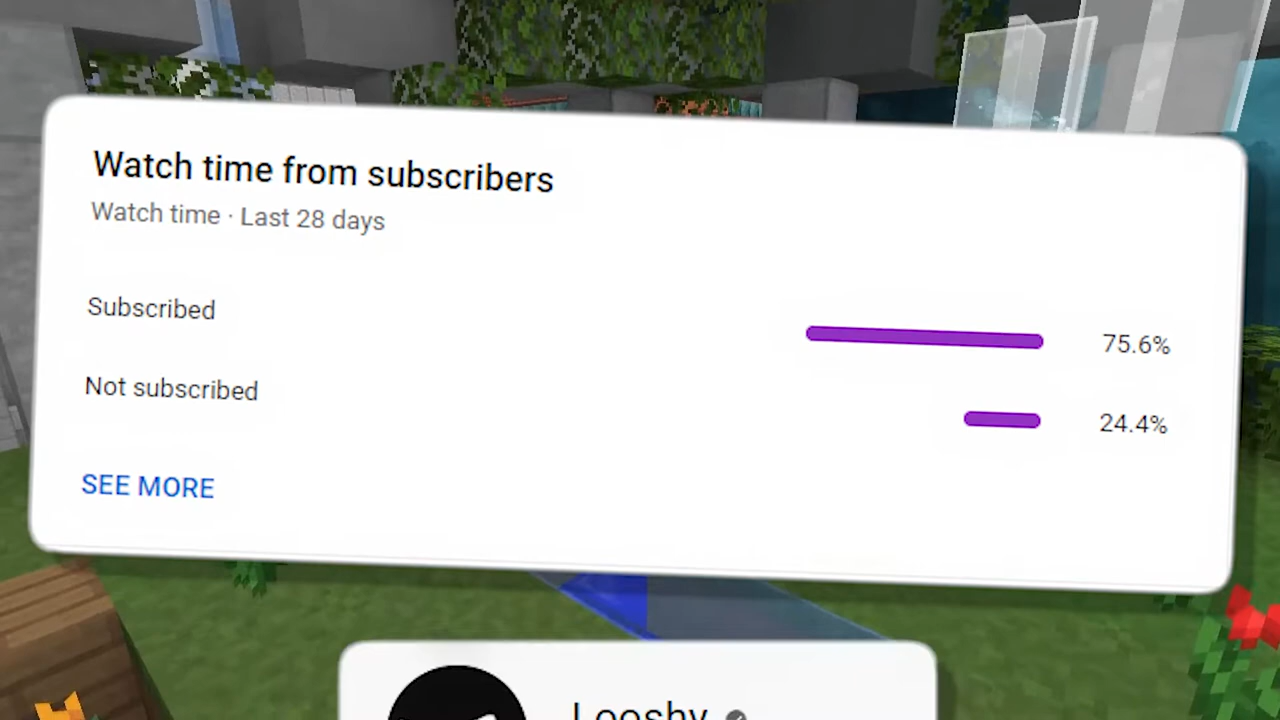 Watch time from subscribers
Watch time · Last 28 days
Subscribed
75.6%
Not subscribed
24.4%
SEE MORE
Looshy